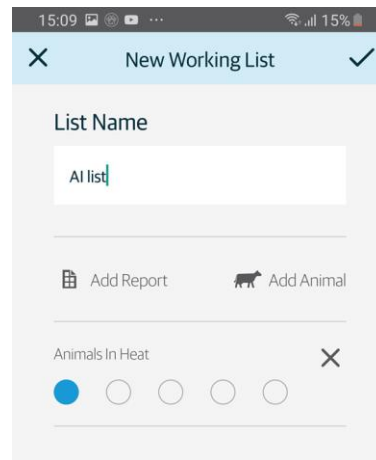 15:09 ... 15%
New Working List
List Name
AI list
Add Report Add Animal
Animals In Heat